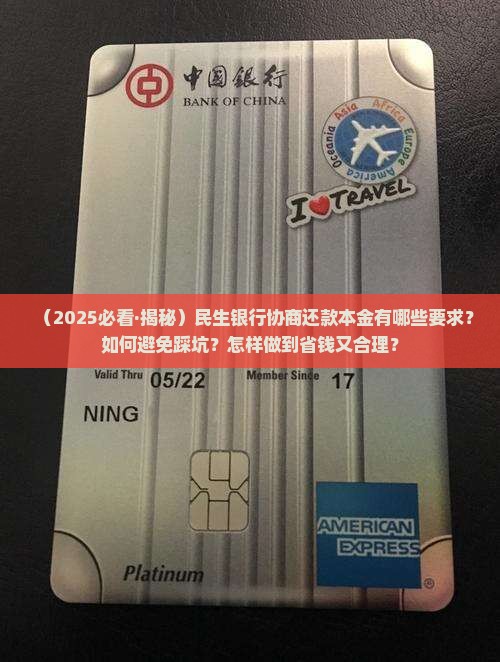 中国银行
BANK OF CHINA
Asia Africa Europe America Oceania
I TRAVEL
（2025必看·揭秘）民生银行协商还款本金有哪些要求？
如何避免踩坑？怎样做到省钱又合理？
Valid Thru 05/22 Member Since 17
NING
AMERICAN
EXPRESS
®
Platinum